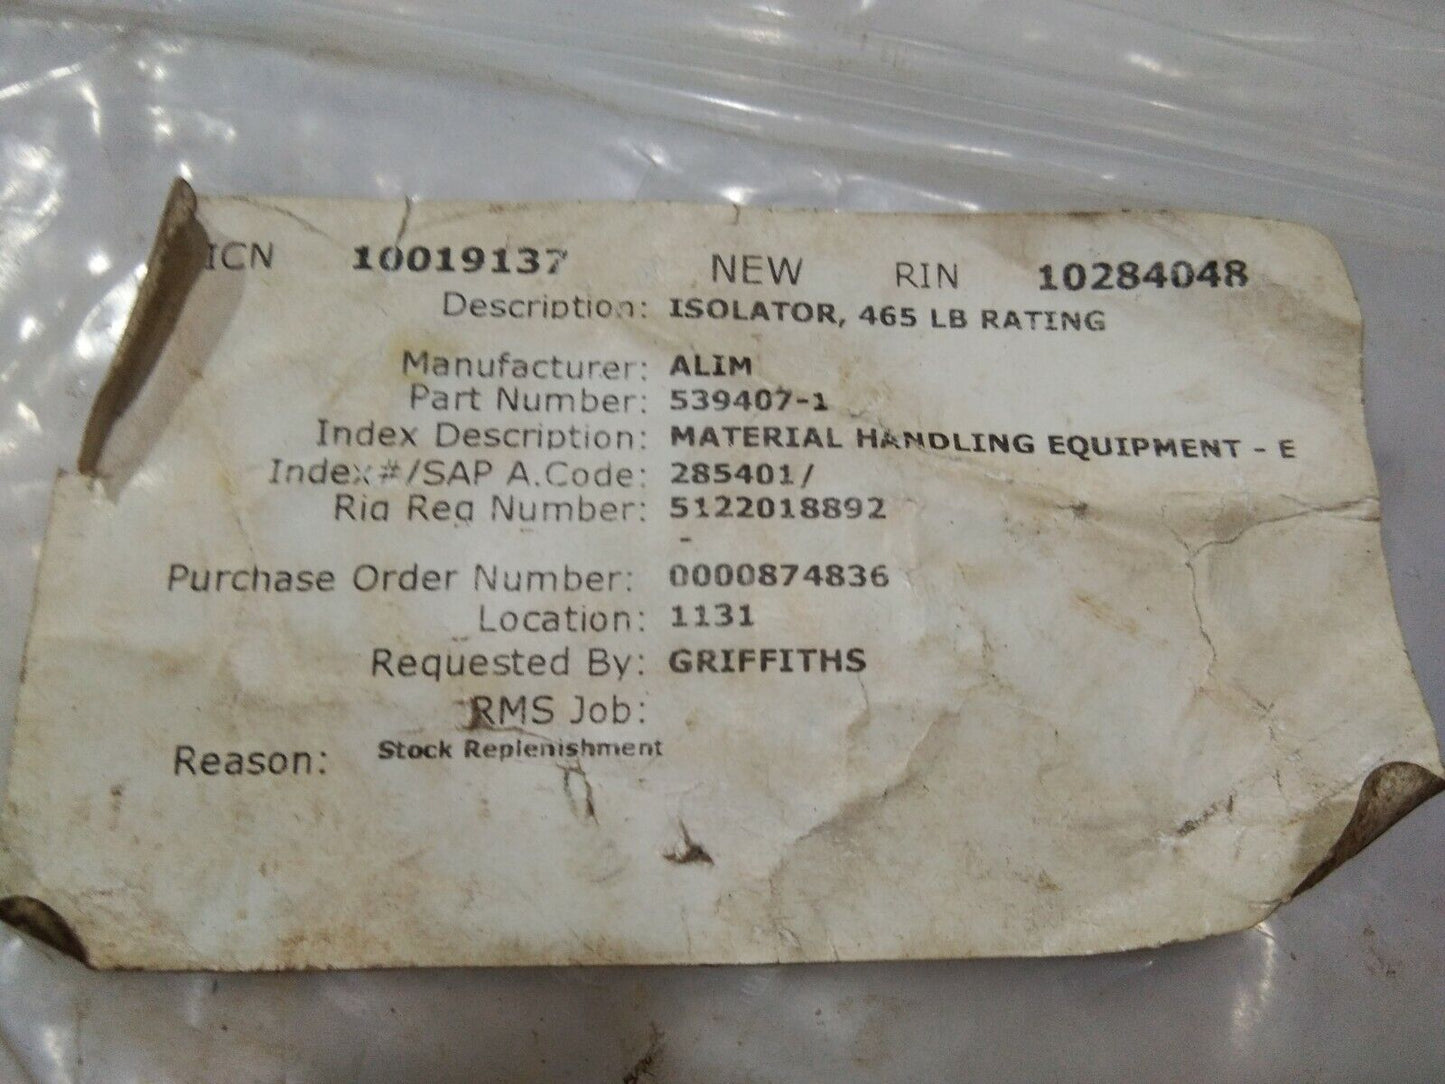 ICN 10019137 NEW RIN 10284048
Description: ISOLATOR, 465 LB RATING
Manufacturer: ALIM
Part Number: 539407-1
Index Description: MATERIAL HANDLING EQUIPMENT - E
Index#/SAP A.Code: 285401/
Rig Req Number: 5122018892
-
Purchase Order Number: 0000874836
Location: 1131
Requested By: GRIFFITHS
RMS Job:
Reason: Stock Replenishment